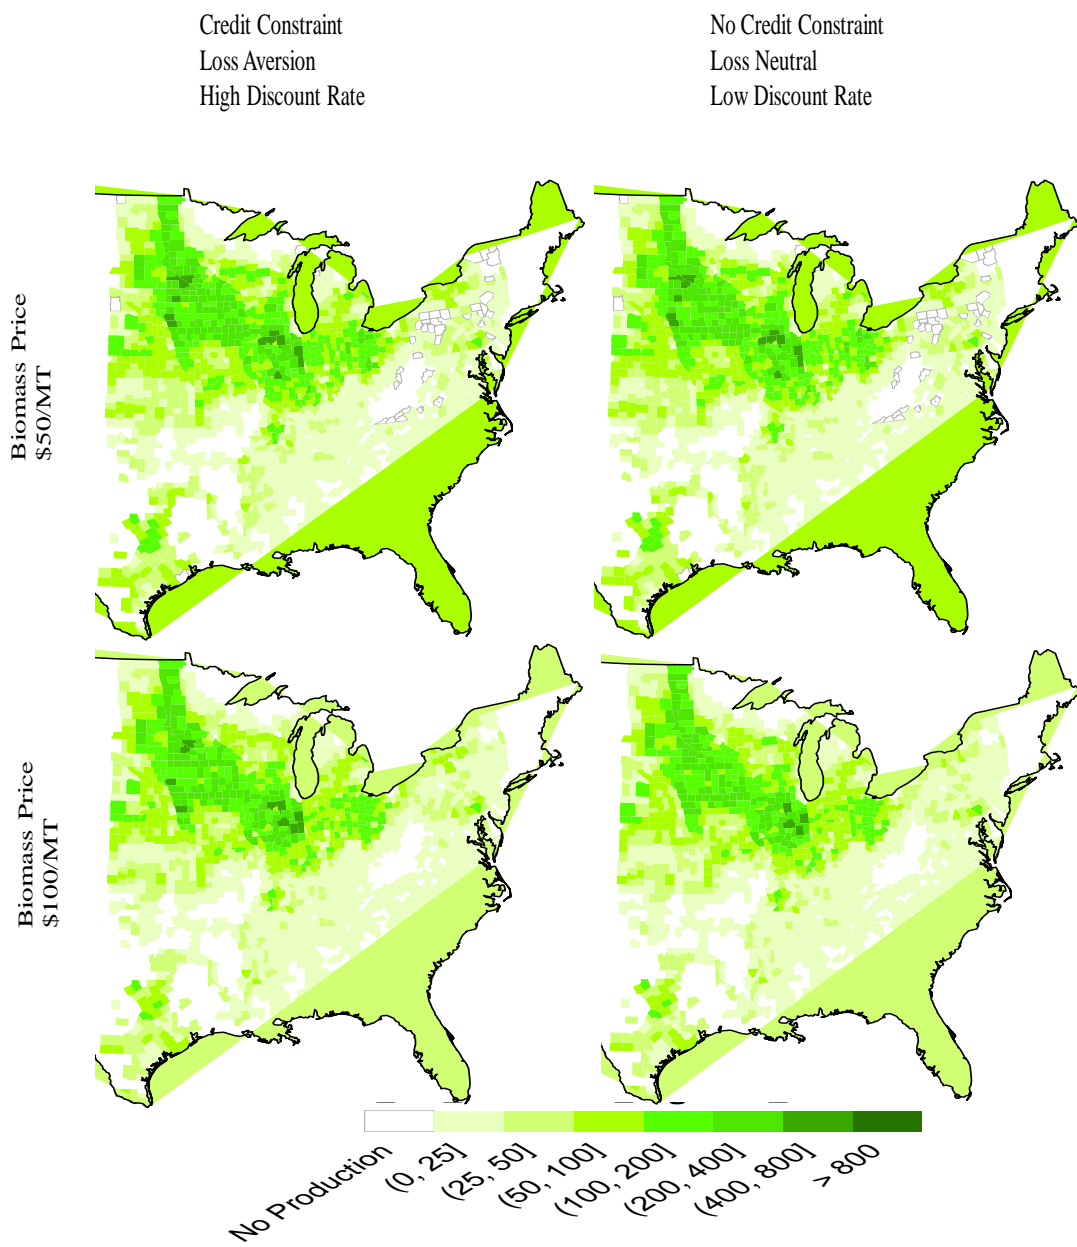 Credit Constraint
Loss Aversion
High Discount Rate
No Credit Constraint
Loss Neutral
Low Discount Rate
Biomass Price
$50/MT
Biomass Price
$100/MT
No Production
(0, 25]
(25, 50]
(50, 100]
(100, 200]
(200, 400]
(400, 800]
> 800